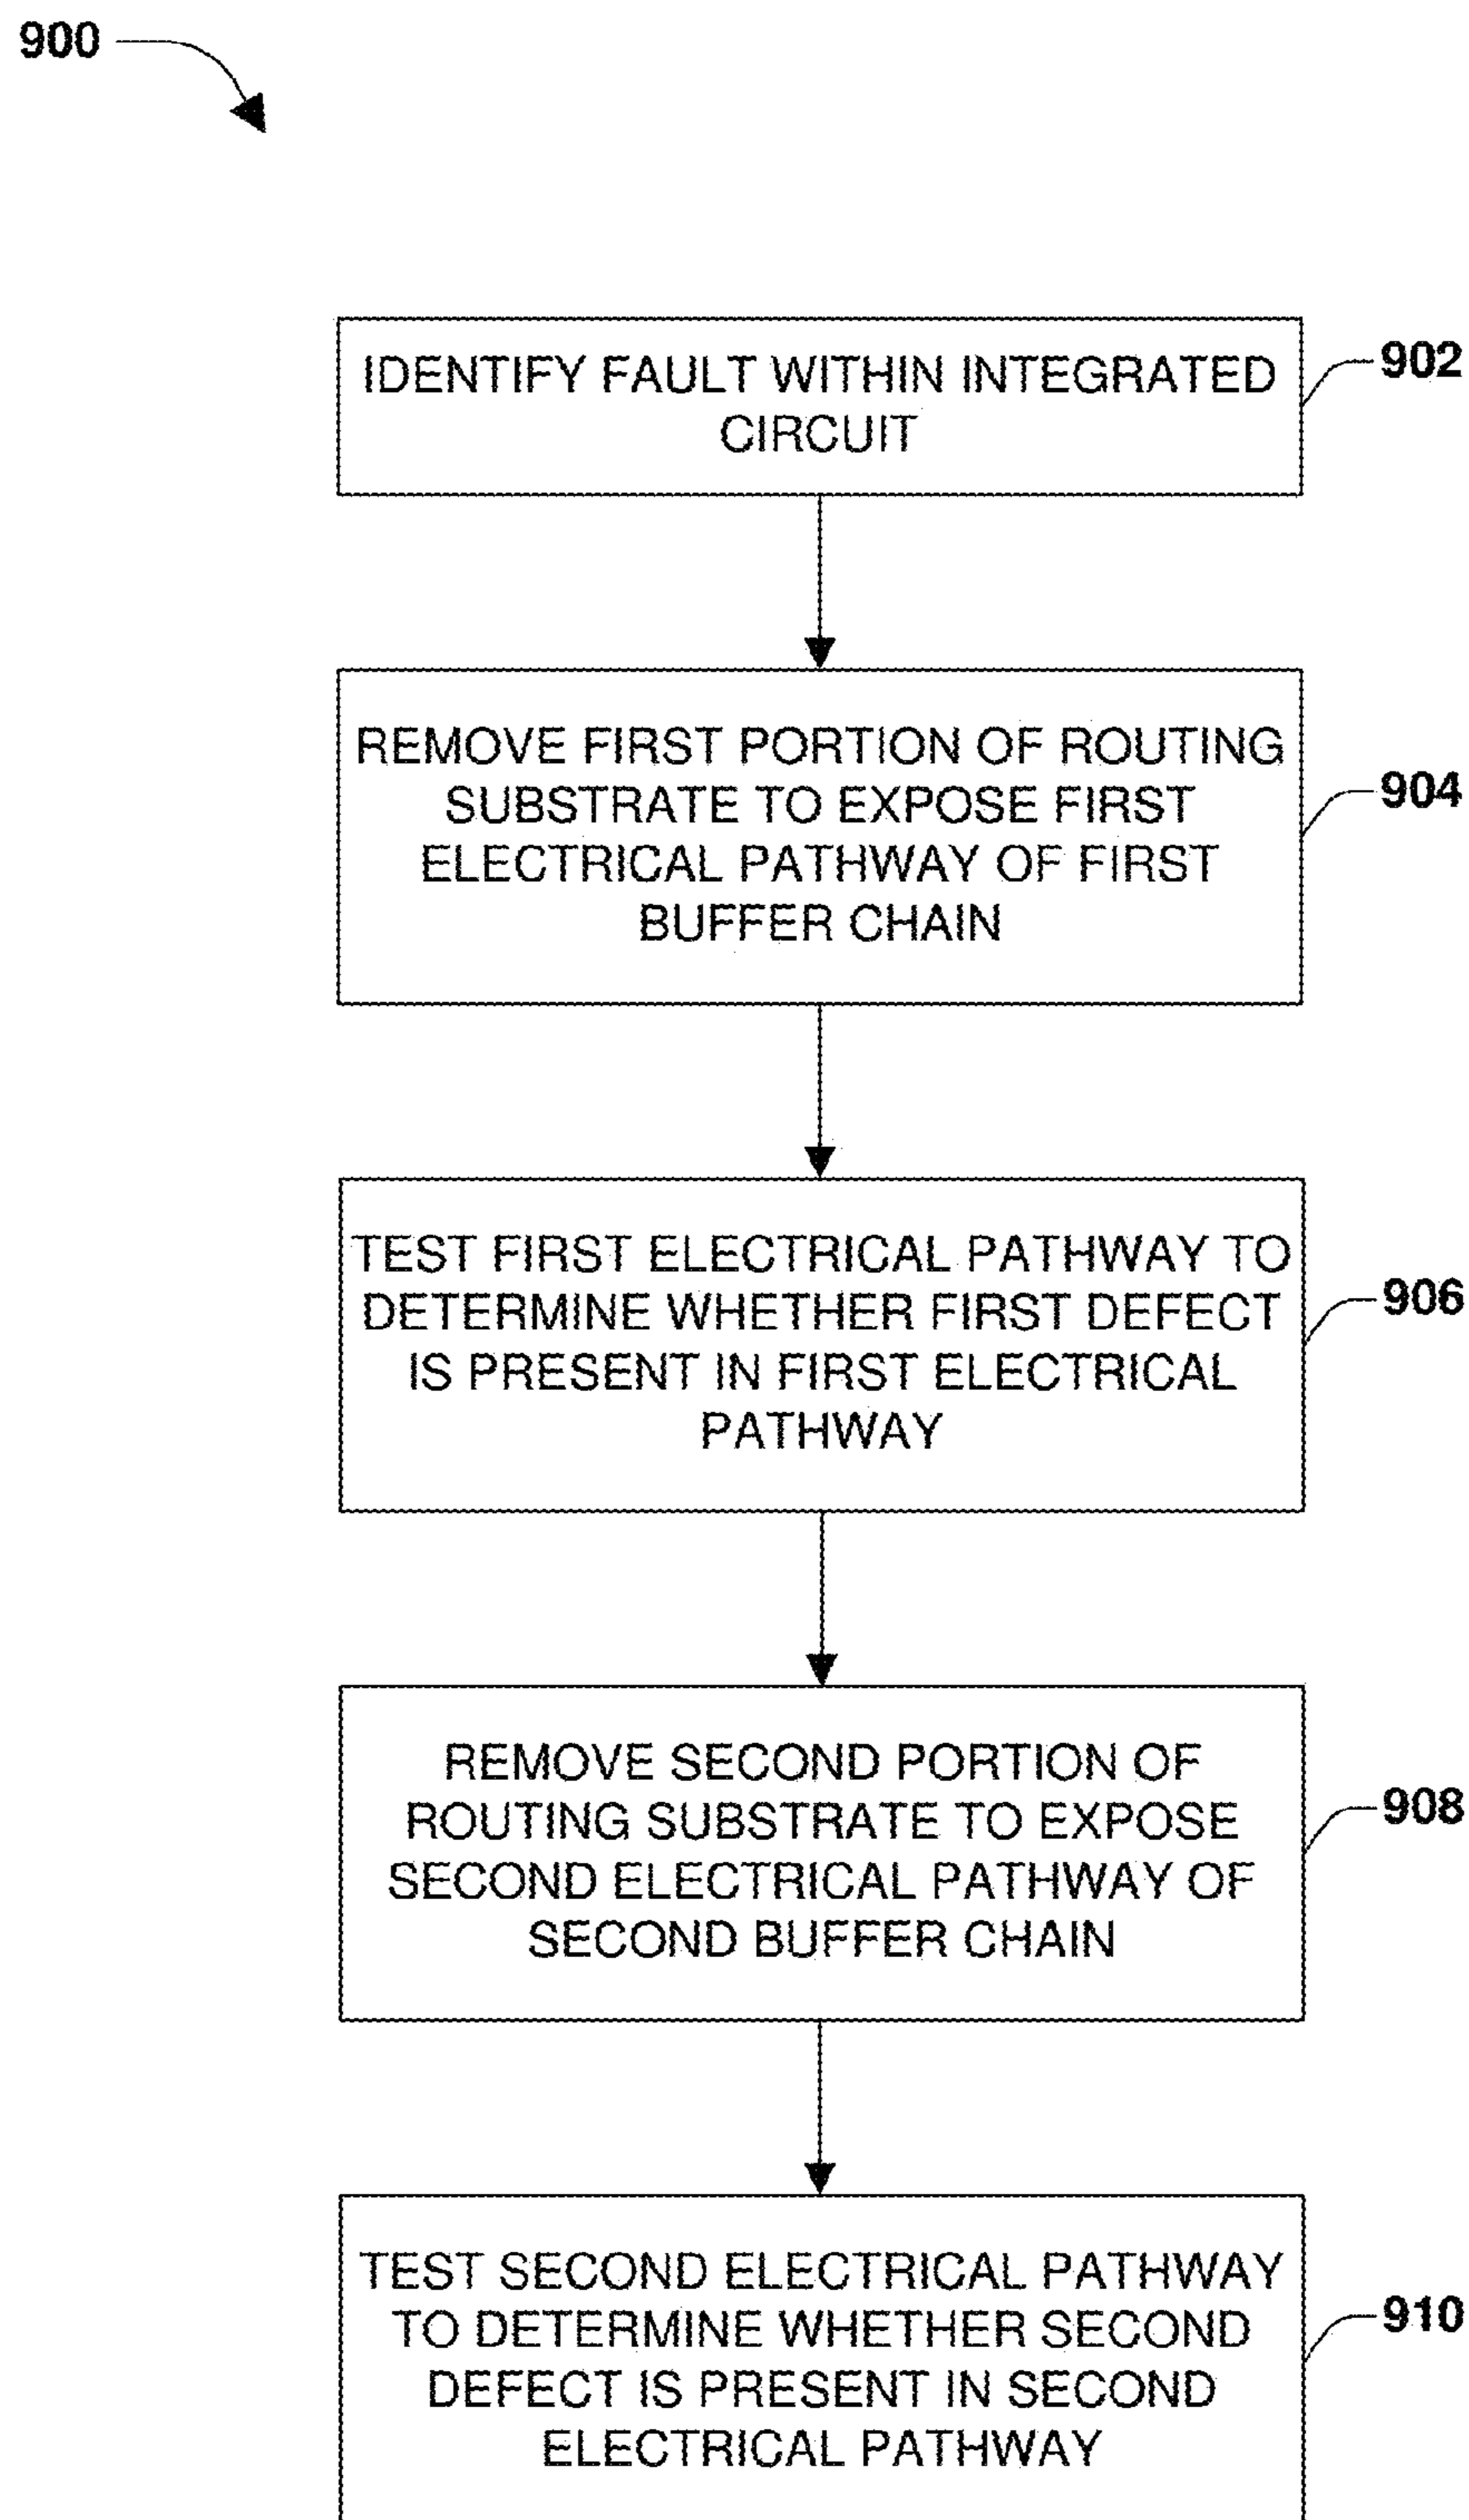 900
IDENTIFY FAULT WITHIN INTEGRATED
CIRCUIT
902
REMOVE FIRST PORTION OF ROUTING
SUBSTRATE TO EXPOSE FIRST
ELECTRICAL PATHWAY OF FIRST
BUFFER CHAIN
904
TEST FIRST ELECTRICAL PATHWAY TO
DETERMINE WHETHER FIRST DEFECT
IS PRESENT IN FIRST ELECTRICAL
PATHWAY
906
REMOVE SECOND PORTION OF
ROUTING SUBSTRATE TO EXPOSE
SECOND ELECTRICAL PATHWAY OF
SECOND BUFFER CHAIN
908
TEST SECOND ELECTRICAL PATHWAY
TO DETERMINE WHETHER SECOND
DEFECT IS PRESENT IN SECOND
ELECTRICAL PATHWAY
910